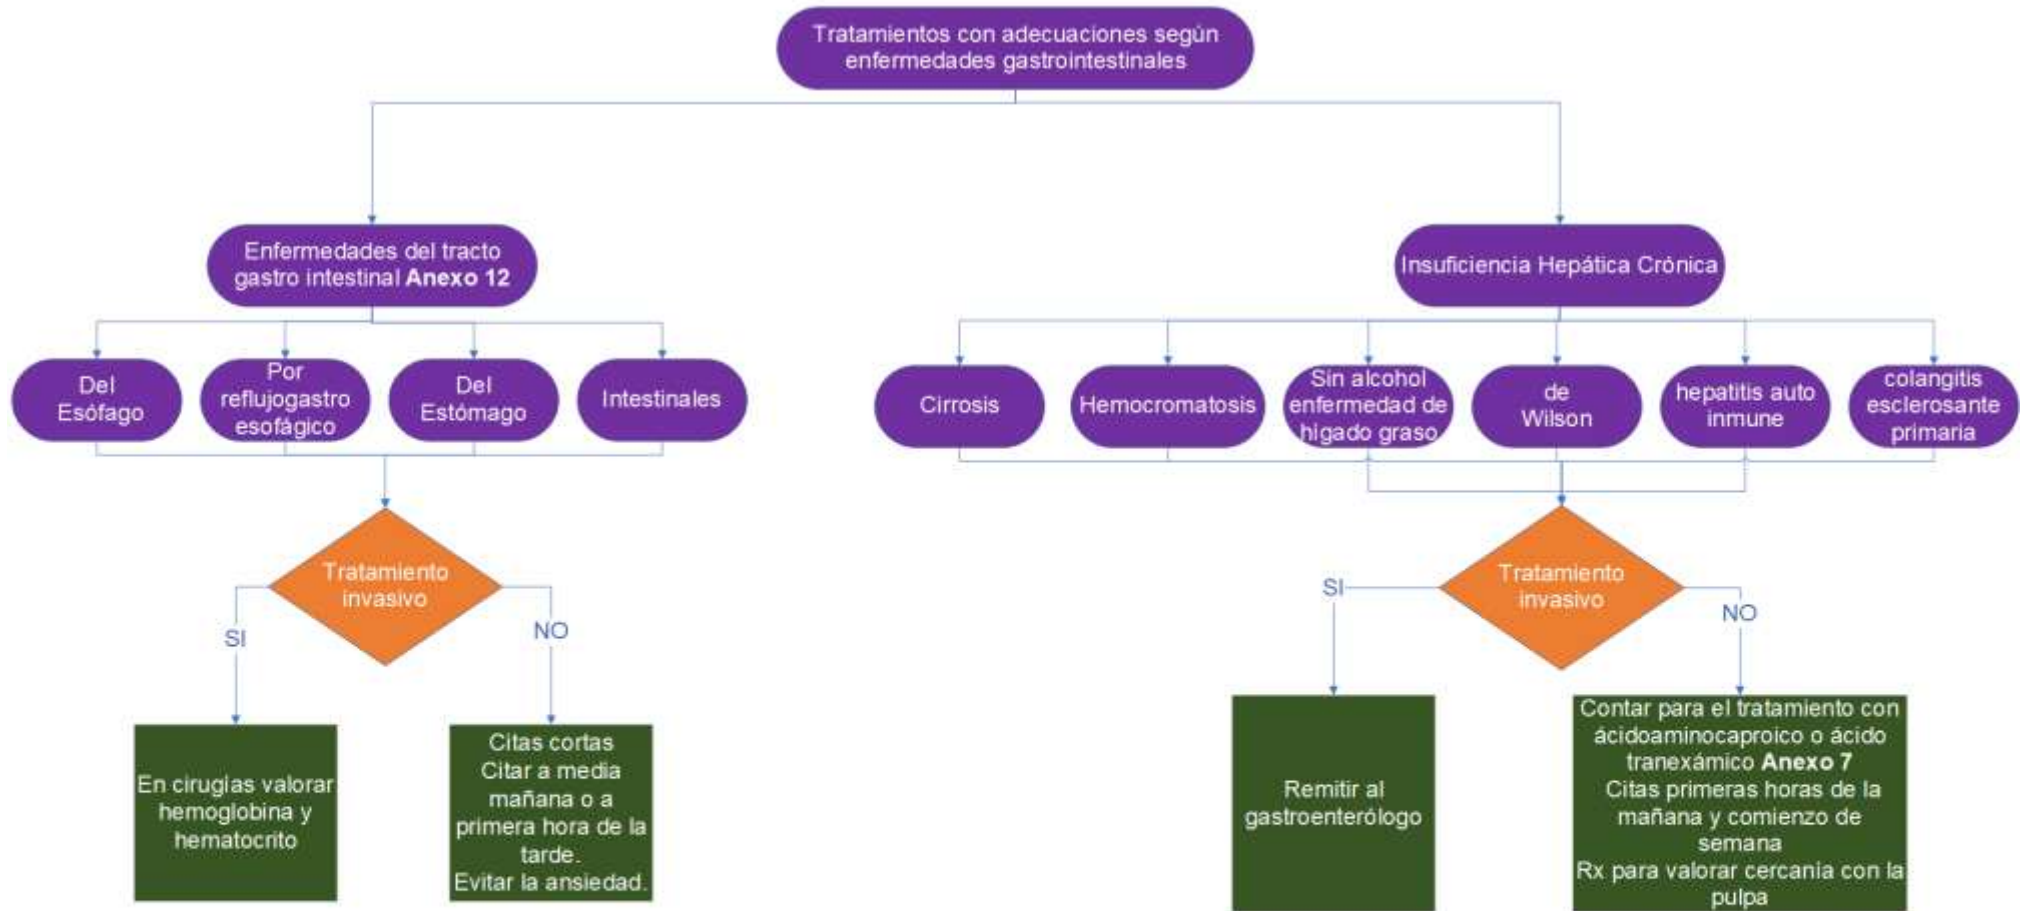 Tratamientos con adecuaciones según
enfermedades gastrointestinales
Enfermedades del tracto
gastro intestinal Anexo 12
Insuficiencia Hepática Crónica
Del
Esófago
Por
reflujogastro
esofágico
Del
Estómago
Intestinales
Cirrosis
Hemocromatosis
Sin alcohol
enfermedad de
hígado graso
de
Wilson
hepatitis auto
inmune
colangitis
esclerosante
primaria
Tratamiento
invasivo
SI
NO
Tratamiento
invasivo
SI
NO
En cirugías valorar
hemoglobina y
hematocrito
Citas cortas
Citar a media
mañana o a
primera hora de la
tarde.
Evitar la ansiedad.
Remitir al
gastroenterólogo
Contar para el tratamiento con
ácidoaminocaproico o ácido
tranexámico Anexo 7
Citas primeras horas de la
mañana y comienzo de
semana
Rx para valorar cercania con la
pulpa